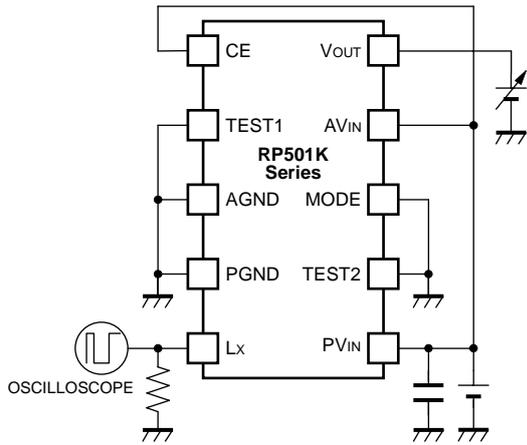 CE
VOUT
TEST1
AVIN
RP501K
Series
AGND
MODE
PGND
TEST2
LX
PVIN
OSCILLOSCOPE